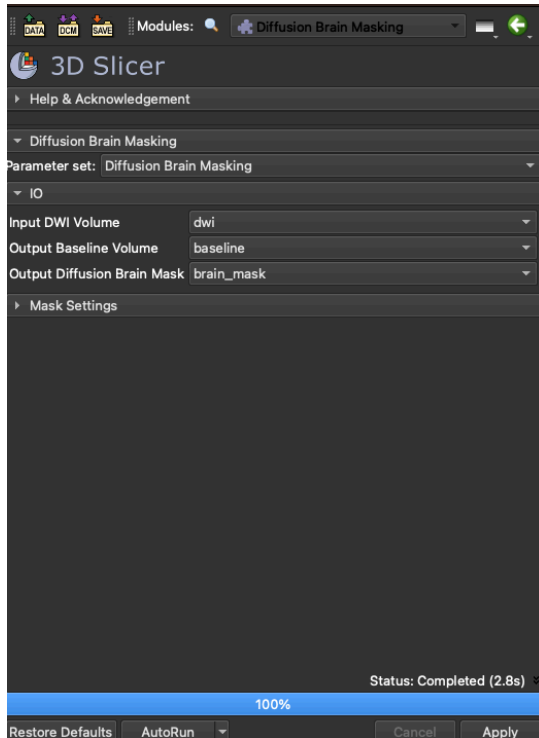 DATA DCM SAVE Modules: Diffusion Brain Masking
3D Slicer
Help & Acknowledgement
Diffusion Brain Masking
Parameter set: Diffusion Brain Masking
IO
Input DWI Volume dwi
Output Baseline Volume baseline
Output Diffusion Brain Mask brain_mask
Mask Settings
Status: Completed (2.8s)
100%
Restore Defaults AutoRun Cancel Apply